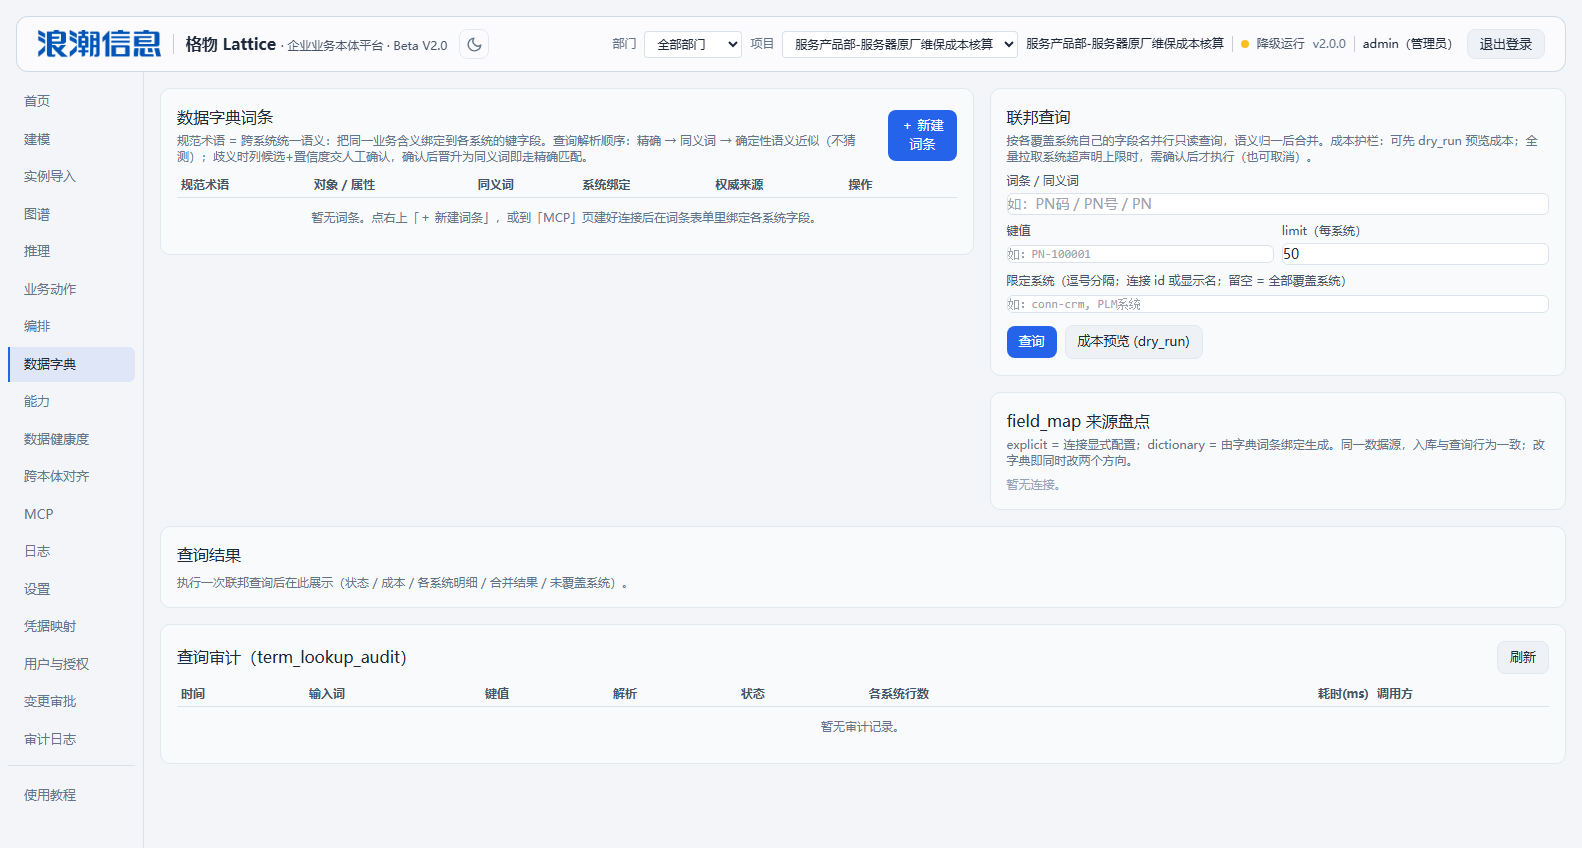 浪潮信息
格物 Lattice · 企业业务本体平台 · Beta V2.0
部门 全部部门 项目 服务产品部-服务器原厂维保成本核算 服务产品部-服务器原厂维保成本核算 降级运行 v2.0.0 admin（管理员） 退出登录
首页
建模
实例导入
图谱
推理
业务动作
编排
数据字典
能力
数据健康度
跨本体对齐
MCP
日志
设置
凭据映射
用户与授权
变更审批
审计日志
使用教程
数据字典词条
规范术语 = 跨系统统一语义：把同一业务含义绑定到各系统的键字段。查询解析顺序：精确 → 同义词 → 确定性语义近似（不猜
测）；歧义时列候选+置信度交人工确认，确认后晋升为同义词即走精确匹配。
+ 新建
词条
规范术语 对象 / 属性 同义词 系统绑定 权威来源 操作
暂无词条。点右上「 + 新建词条」，或到「MCP」页建好连接后在词条表单里绑定各系统字段。
联邦查询
按各覆盖系统自己的字段名并行只读查询，语义归一后合并。成本护栏：可先 dry_run 预览成本；全
量拉取系统超声明上限时，需确认后才执行（也可取消）。
词条 / 同义词
如：PN码 / PN号 / PN
键值 limit（每系统）
如：PN-100001 50
限定系统（逗号分隔；连接 id 或显示名；留空 = 全部覆盖系统）
如：conn-crm, PLM系统
查询 成本预览 (dry_run)
field_map 来源盘点
explicit = 连接显式配置；dictionary = 由字典词条绑定生成。同一数据源，入库与查询行为一致；改
字典即同时改两个方向。
暂无连接。
查询结果
执行一次联邦查询后在此展示（状态 / 成本 / 各系统明细 / 合并结果 / 未覆盖系统）。
查询审计（term_lookup_audit） 刷新
时间 输入词 键值 解析 状态 各系统行数 耗时(ms) 调用方
暂无审计记录。